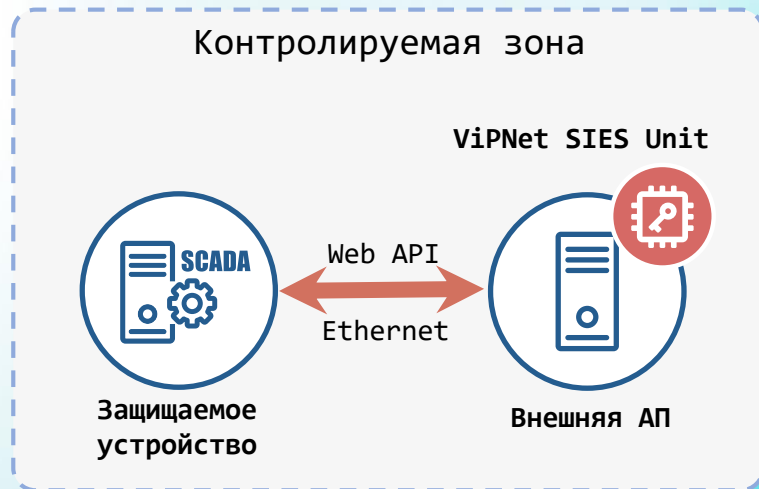 Контролируемая зона
ViPNet SIES Unit
SCADA
Web API
Ethernet
Защищаемое
устройство
Внешняя АП